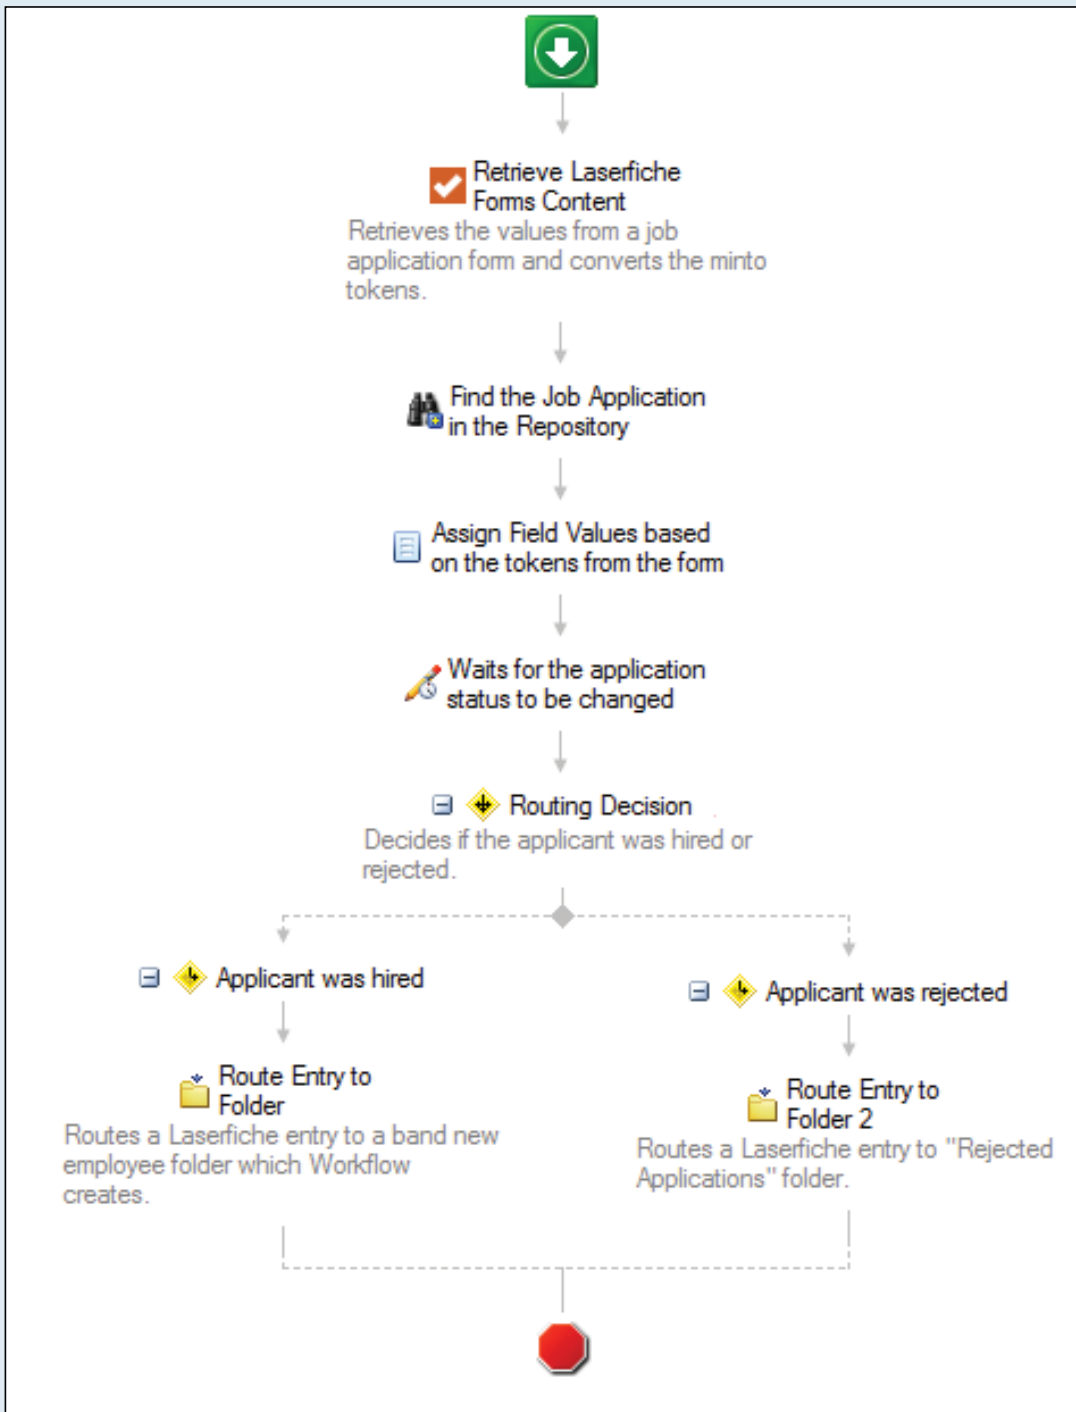 Retrieve Laserfiche
Forms Content
Retrieves the values from a job
application form and converts the minto
tokens.
Find the Job Application
in the Repository
Assign Field Values based
on the tokens from the form
Waits for the application
status to be changed
Routing Decision
Decides if the applicant was hired or
rejected.
Applicant was hired
Route Entry to
Folder
Routes a Laserfiche entry to a band new
employee folder which Workflow
creates.
Applicant was rejected
Route Entry to
Folder 2
Routes a Laserfiche entry to "Rejected
Applications" folder.